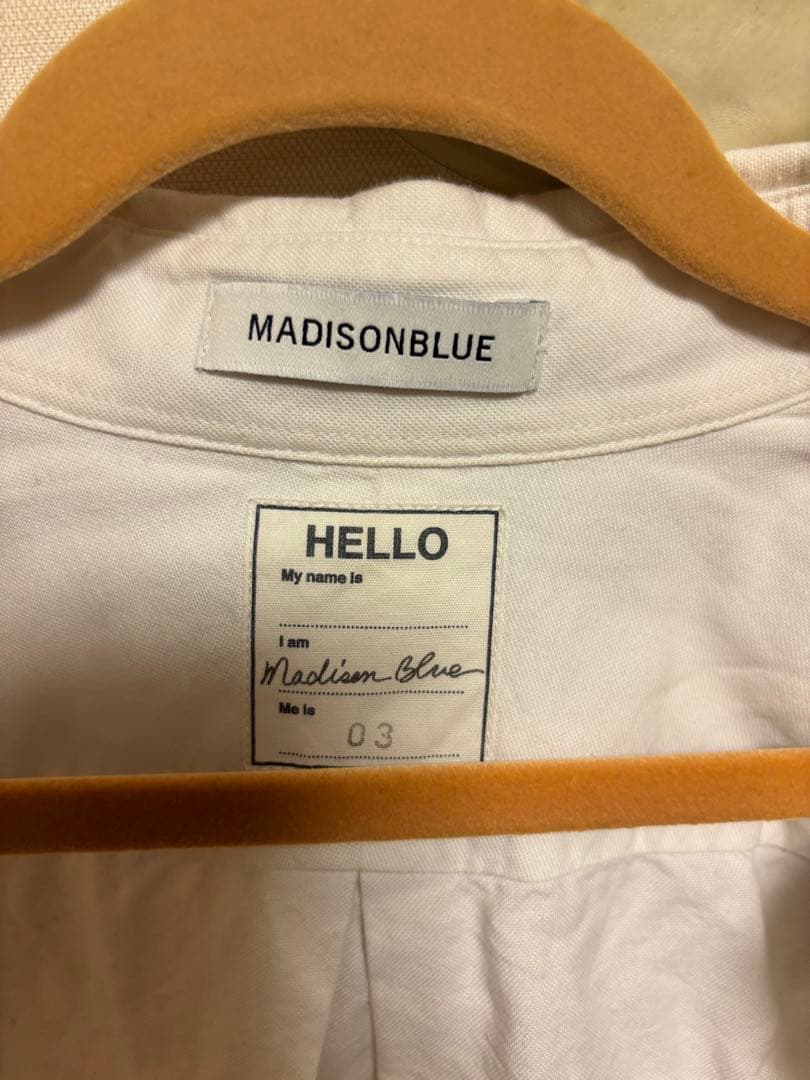 MADISONBLUE
HELLO
My name is
I am
Madison Blue
Me is
03